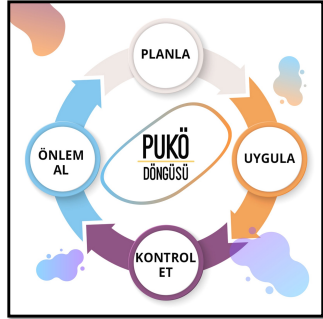 PLANLA
PUKÖ
DÖNGÜSÜ
ÖNLEM
AL
UYGULA
KONTROL
ET